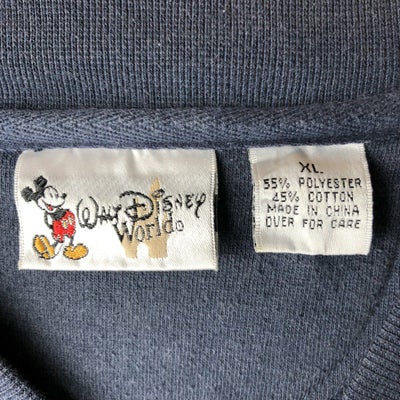 Walt Disney
World
XL
55% POLYESTER
45% COTTON
MADE IN CHINA
OVER FOR CARE